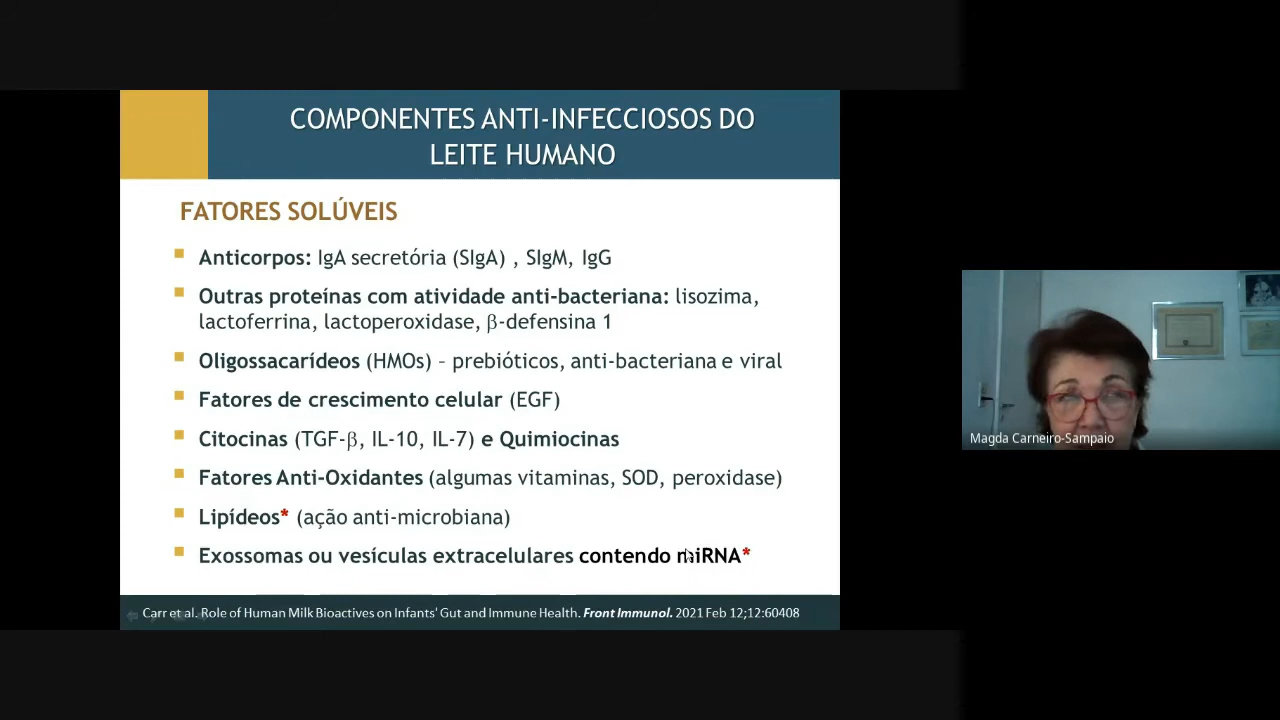 COMPONENTES ANTI-INFECCIOSOS DO
LEITE HUMANO
FATORES SOLÚVEIS
Anticorpos: IgA secretória (SIgA) , SIgM, IgG
Outras proteínas com atividade anti-bacteriana: lisozima,
lactoferrina, lactoperoxidase, β-defensina 1
Oligossacarídeos (HMOs) – prebióticos, anti-bacteriana e viral
Fatores de crescimento celular (EGF)
Citocinas (TGF-β, IL-10, IL-7) e Quimiocinas
Fatores Anti-Oxidantes (algumas vitaminas, SOD, peroxidase)
Lipídeos* (ação anti-microbiana)
Exossomas ou vesículas extracelulares contendo miRNA*
Carr et al. Role of Human Milk Bioactives on Infants' Gut and Immune Health. Front Immunol. 2021 Feb 12;12:60408
Magda Carneiro-Sampaio